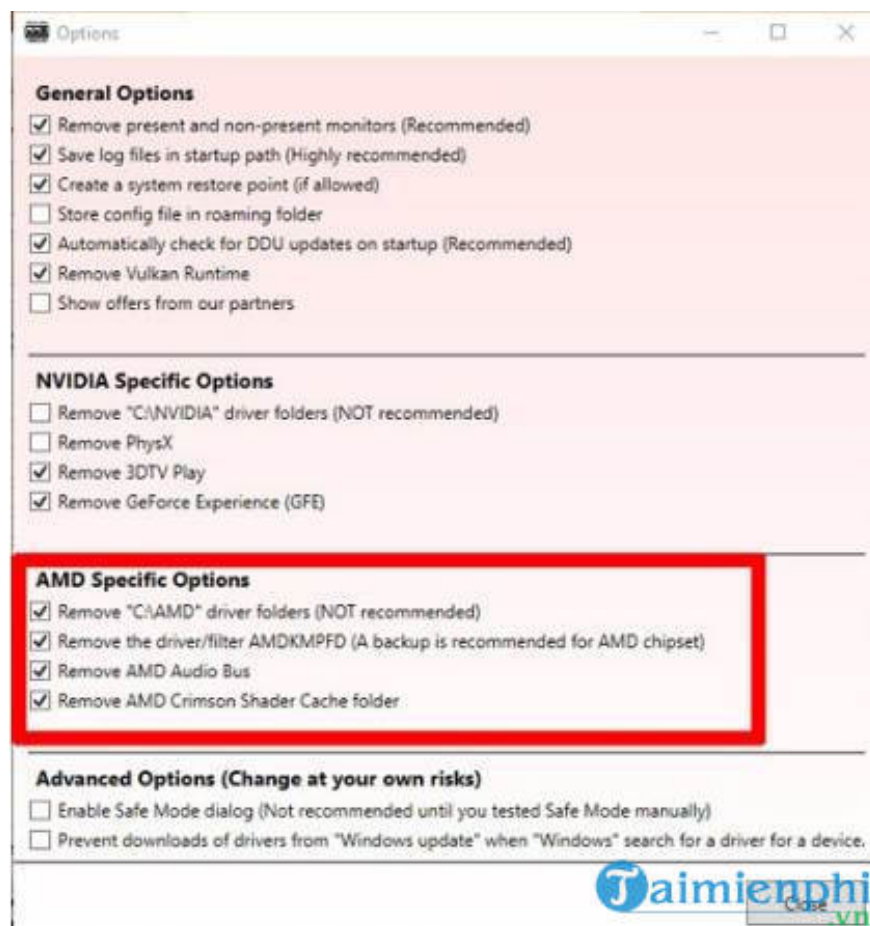 Options
General Options
Remove present and non-present monitors (Recommended)
Save log files in startup path (Highly recommended)
Create a system restore point (if allowed)
Store config file in roaming folder
Automatically check for DDU updates on startup (Recommended)
Remove Vulkan Runtime
Show offers from our partners
NVIDIA Specific Options
Remove "C:\NVIDIA" driver folders (NOT recommended)
Remove PhysX
Remove 3DTV Play
Remove GeForce Experience (GFE)
AMD Specific Options
Remove "C:\AMD" driver folders (NOT recommended)
Remove the driver/filter AMDKMPFD (A backup is recommended for AMD chipset)
Remove AMD Audio Bus
Remove AMD Crimson Shader Cache folder
Advanced Options (Change at your own risks)
Enable Safe Mode dialog (Not recommended until you tested Safe Mode manually)
Prevent downloads of drivers from "Windows update" when "Windows" search for a driver for a device.
Taimienphi
Close
.vn